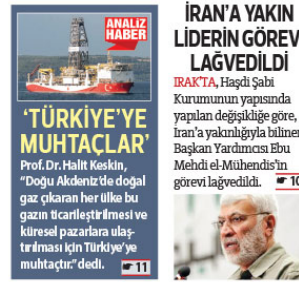 ANALİZ
HABER
‘TÜRKİYE’YE
MUHTAÇLAR’
Prof. Dr. Halit Keskin,
“Doğu Akdeniz’de doğal
gaz çıkaran her ülke bu
gazın ticarileştirilmesi ve
küresel pazarlara ulaş-
tırılması için Türkiye’ye
muhtaçtır.” dedi. 11
İRAN’A YAKIN
LİDERİN GÖREV
LAĞVEDİLDİ
IRAK’TA, Haşdi Şabi
Kurumunun yapısında
yapılan değişikliğe göre,
İran’a yakınlığıyla biline
Başkan Yardımcısı Ebu
Mehdi el-Mühendis’in
görevi lağvedildi. 10